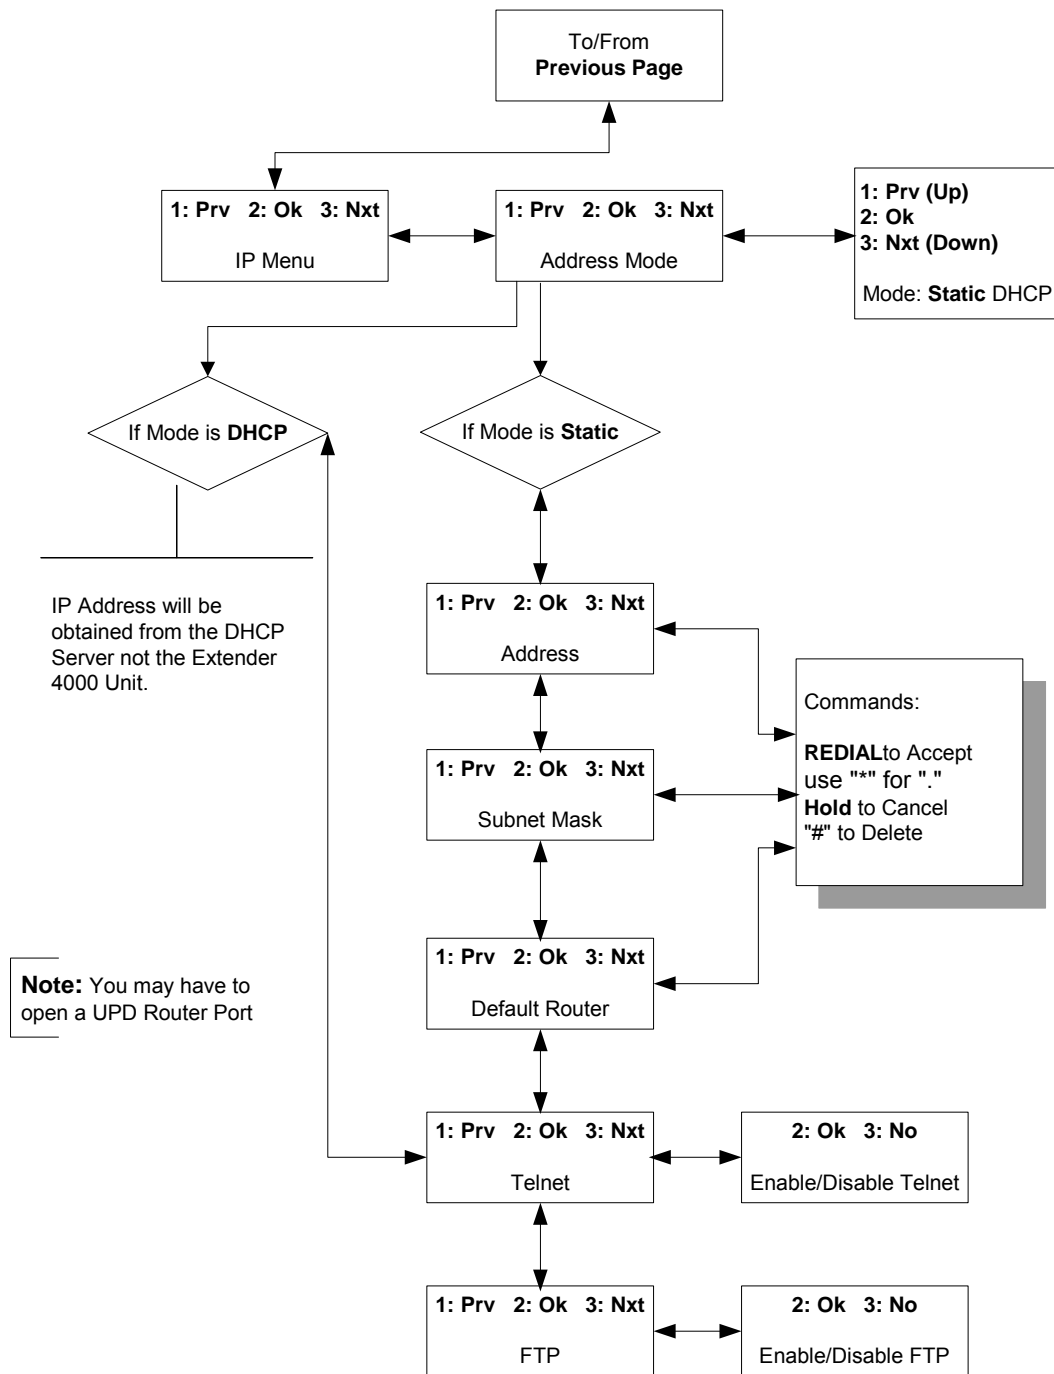 To/From
Previous Page
1: Prv 2: Ok 3: Nxt
IP Menu
1: Prv 2: Ok 3: Nxt
Address Mode
1: Prv (Up)
2: Ok
3: Nxt (Down)
Mode: Static DHCP
If Mode is DHCP
If Mode is Static
IP Address will be
obtained from the DHCP
Server not the Extender
4000 Unit.
1: Prv 2: Ok 3: Nxt
Address
Commands:
REDIALto Accept
use "*" for "."
Hold to Cancel
"#" to Delete
1: Prv 2: Ok 3: Nxt
Subnet Mask
1: Prv 2: Ok 3: Nxt
Default Router
Note: You may have to
open a UPD Router Port
1: Prv 2: Ok 3: Nxt
Telnet
2: Ok 3: No
Enable/Disable Telnet
1: Prv 2: Ok 3: Nxt
FTP
2: Ok 3: No
Enable/Disable FTP